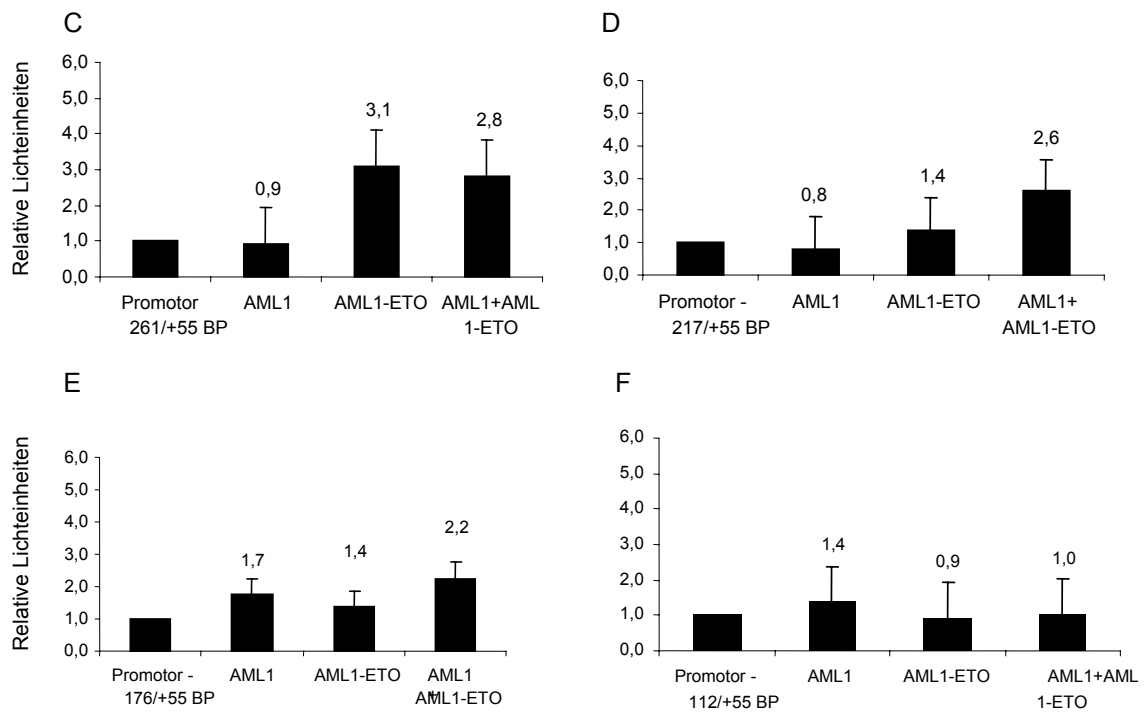 C
Relative Lichteinheiten
6,0
5,0
4,0
3,0
2,0
1,0
0,0
0,9
3,1
2,8
Promotor AML1 AML1-ETO AML1+AML
261/+55 BP 1-ETO
D
6,0
5,0
4,0
3,0
2,0
1,0
0,0
0,8
1,4
2,6
Promotor - AML1 AML1-ETO AML1+
217/+55 BP AML1-ETO
E
Relative Lichteinheiten
6,0
5,0
4,0
3,0
2,0
1,0
0,0
1,7
1,4
2,2
Promotor - AML1 AML1-ETO AML1
176/+55 BP + AML1-ETO
F
6,0
5,0
4,0
3,0
2,0
1,0
0,0
1,4
0,9
1,0
Promotor - AML1 AML1-ETO AML1+AML
112/+55 BP 1-ETO